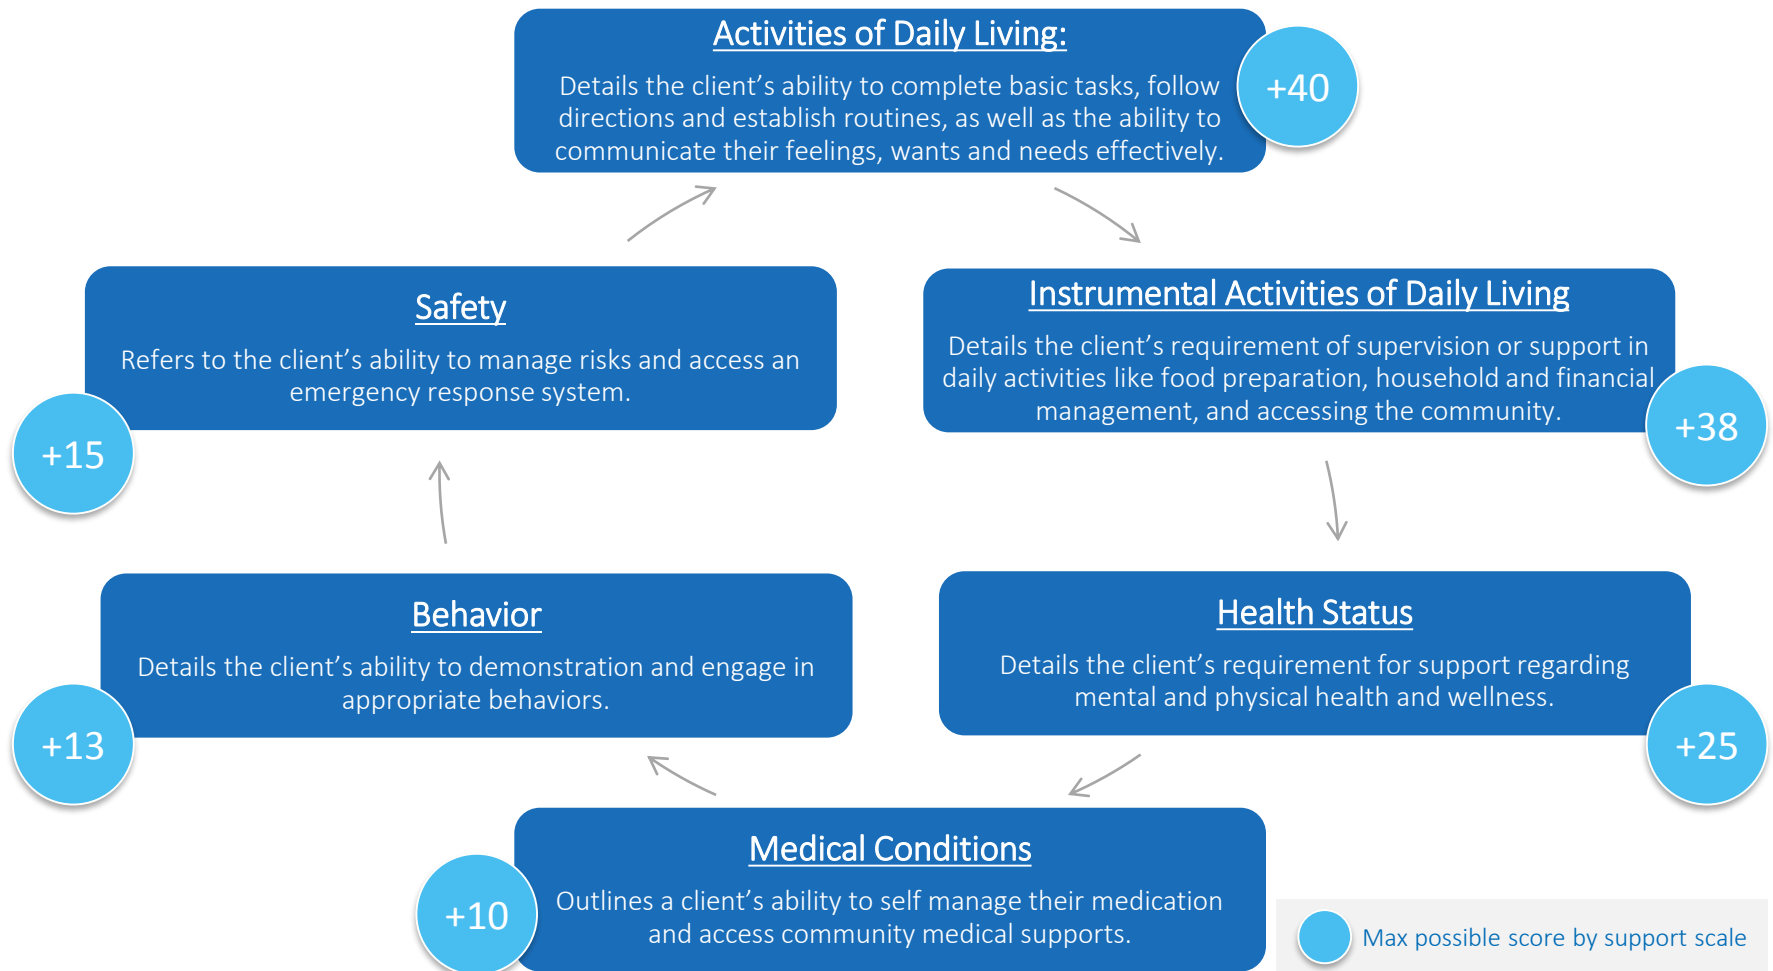 Activities of Daily Living:
Details the client’s ability to complete basic tasks, follow
directions and establish routines, as well as the ability to
communicate their feelings, wants and needs effectively.
+40
Safety
Refers to the client’s ability to manage risks and access an
emergency response system.
+15
Instrumental Activities of Daily Living
Details the client’s requirement of supervision or support in
daily activities like food preparation, household and financial
management, and accessing the community.
+38
Behavior
Details the client’s ability to demonstration and engage in
appropriate behaviors.
+13
Health Status
Details the client’s requirement for support regarding
mental and physical health and wellness.
+25
Medical Conditions
Outlines a client’s ability to self manage their medication
and access community medical supports.
+10
Max possible score by support scale